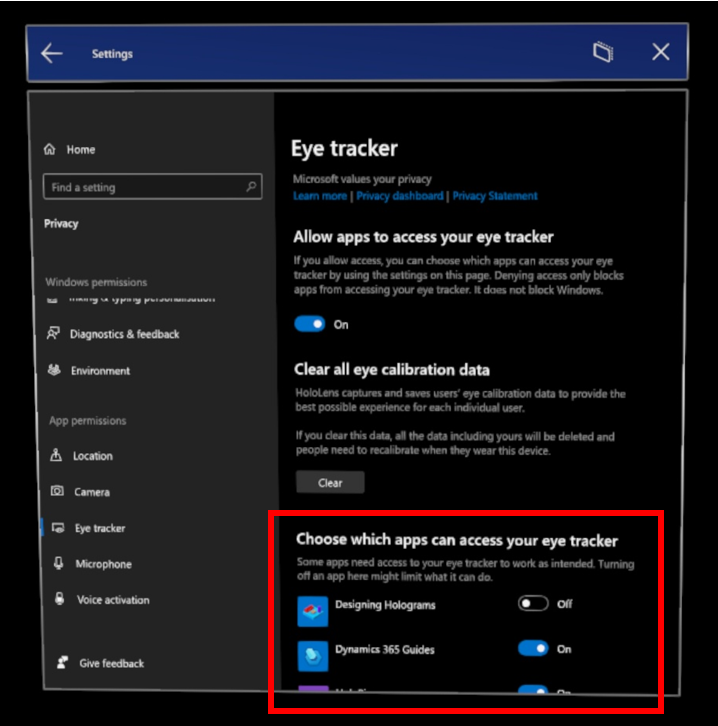 Settings
Home
Find a setting
Privacy
Windows permissions
Inking & typing personalisation
Diagnostics & feedback
Environment
App permissions
Location
Camera
Eye tracker
Microphone
Voice activation
Give feedback
Eye tracker
Microsoft values your privacy
Learn more | Privacy dashboard | Privacy Statement
Allow apps to access your eye tracker
If you allow access, you can choose which apps can access your eye
tracker by using the settings on this page. Denying access only blocks
apps from accessing your eye tracker. It does not block Windows.
On
Clear all eye calibration data
HoloLens captures and saves users' eye calibration data to provide the
best possible experience for each individual user.
If you clear this data, all the data including yours will be deleted and
people need to recalibrate when they wear this device.
Clear
Choose which apps can access your eye tracker
Some apps need access to your eye tracker to work as intended. Turning
off an app here might limit what it can do.
Designing Holograms Off
Dynamics 365 Guides On
On